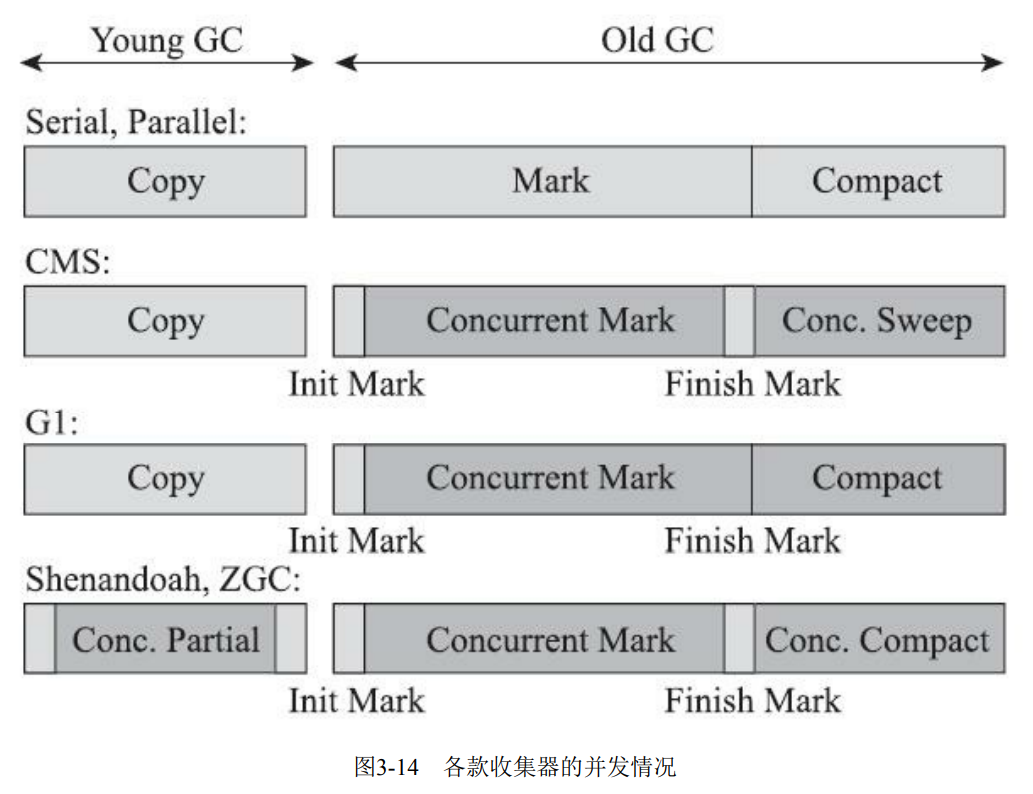 Young GC Old GC
Serial, Parallel:
Copy Mark Compact
CMS:
Copy Concurrent Mark Conc. Sweep
Init Mark Finish Mark
G1:
Copy Concurrent Mark Compact
Init Mark Finish Mark
Shenandoah, ZGC:
Conc. Partial Concurrent Mark Conc. Compact
Init Mark Finish Mark
图3-14 各款收集器的并发情况